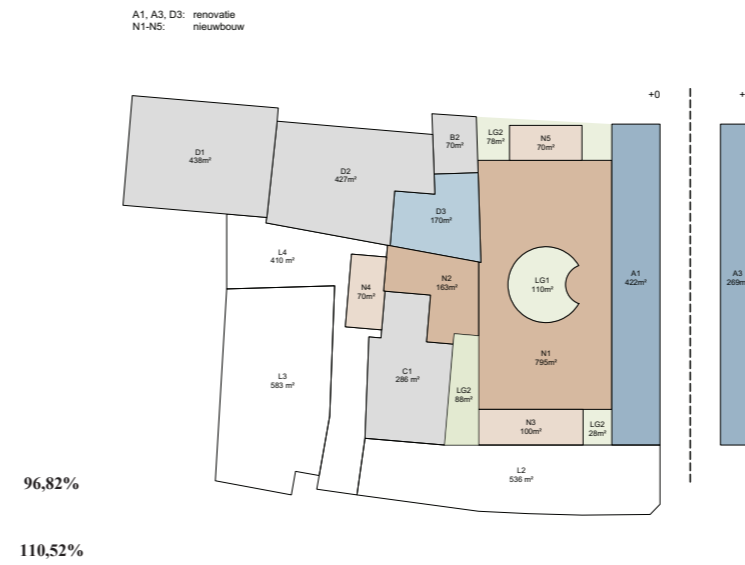 A1, A3, D3: renovatie
N1-N5: nieuwbouw
+0
+
B2
70m²
LG2
78m²
N5
70m²
D1
438m²
D2
427m²
D3
170m²
L4
410 m²
N4
70m²
N2
163m²
LG1
110m²
A1
422m²
A3
269m
N1
795m²
L3
583 m²
C1
286 m²
LG2
88m²
N3
100m²
LG2
28m²
L2
536 m²
96,82%
110,52%